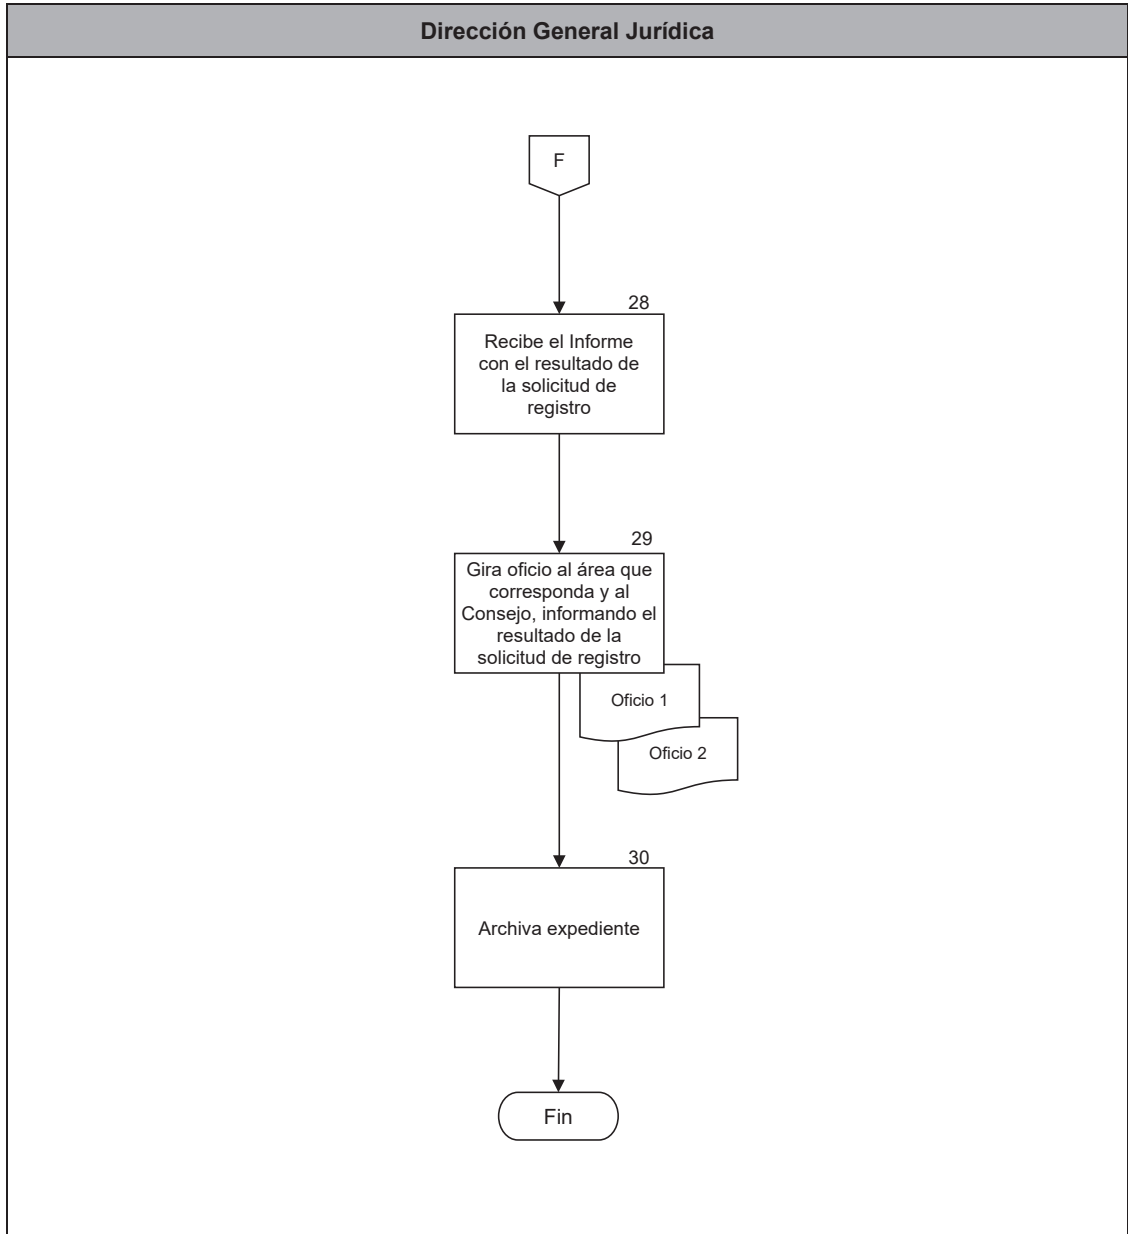 Dirección General Jurídica
F
28
Recibe el Informe
con el resultado de
la solicitud de
registro
29
Gira oficio al área que
corresponda y al
Consejo, informando el
resultado de la
solicitud de registro
Oficio 1
Oficio 2
30
Archiva expediente
Fin